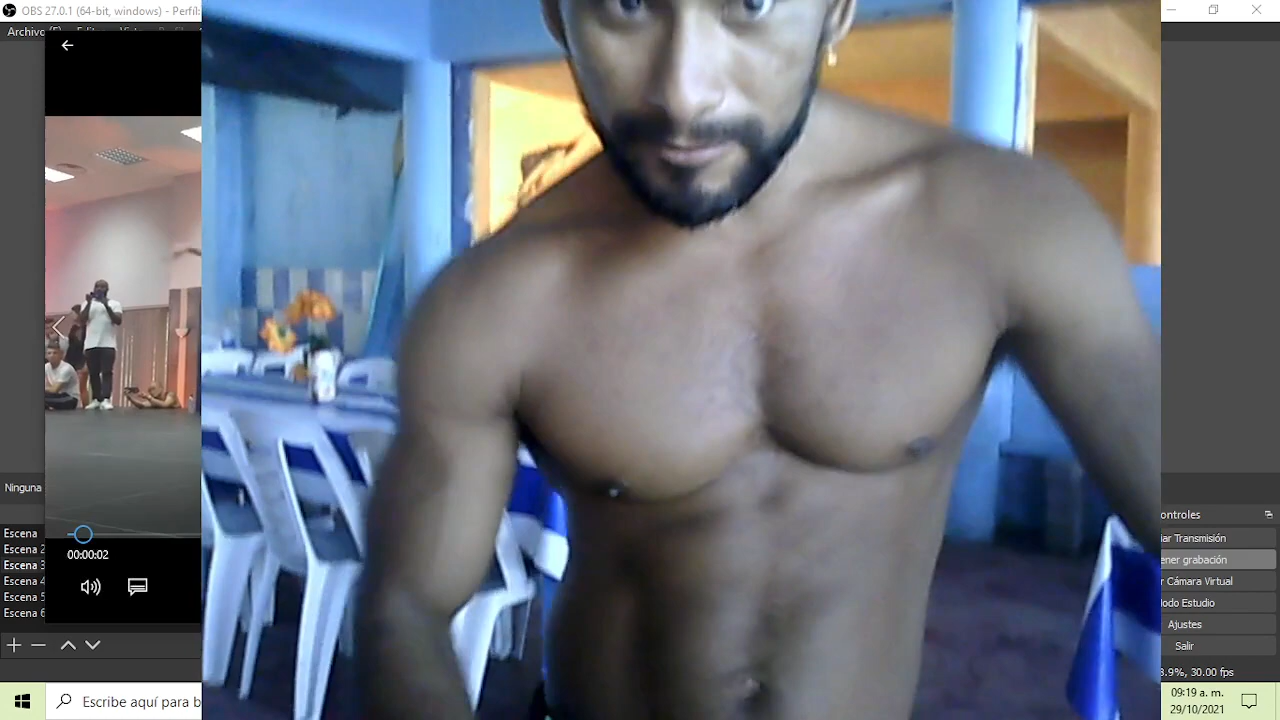 OBS 27.0.1 (64-bit, windows) - Perfil:
Archivo (F)
Ninguna
Escena
Escena 2
Escena 3
Escena 4
Escena 5
Escena 6
00:00:02
ontroles
iar Transmisión
ener grabación
r Cámara Virtual
lodo Estudio
Ajustes
Salir
3.9%, 30.00 fps
Escribe aquí para b
09:19 a. m.
29/10/2021